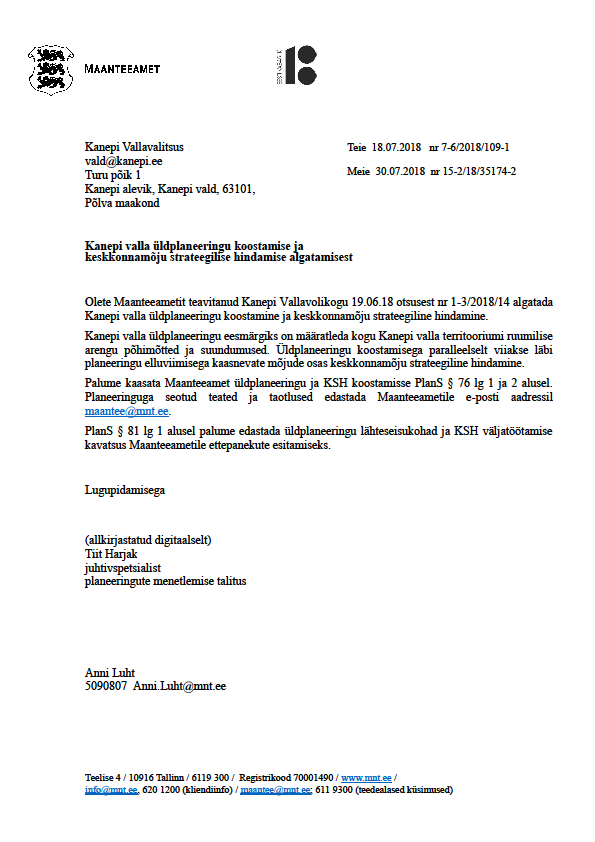 MAANTEEAMET
EESTI VABARIIK
100
Kanepi Vallavalitsus
vald@kanepi.ee
Turu põik 1
Kanepi alevik, Kanepi vald, 63101,
Põlva maakond
Teie 18.07.2018 nr 7-6/2018/109-1
Meie 30.07.2018 nr 15-2/18/35174-2
Kanepi valla üldplaneeringu koostamise ja
keskkonnamõju strateegilise hindamise algatamisest
Olete Maanteeametit teavitanud Kanepi Vallavolikogu 19.06.18 otsusest nr 1-3/2018/14 algatada
Kanepi valla üldplaneeringu koostamine ja keskkonnamõju strateegiline hindamine.
Kanepi valla üldplaneeringu eesmärgiks on määratleda kogu Kanepi valla territooriumi ruumilise
arengu põhimõtted ja suundumused. Üldplaneeringu koostamisega paralleelselt viiakse läbi
planeeringu elluviimisega kaasnevate mõjude osas keskkonnamõju strateegiline hindamine.
Palume kaasata Maanteeamet üldplaneeringu ja KSH koostamisse PlanS § 76 lg 1 ja 2 alusel.
Planeeringuga seotud teated ja taotlused edastada Maanteeametile e-posti aadressil
maantee@mnt.ee.
PlanS § 81 lg 1 alusel palume edastada üldplaneeringu lähteseisukohad ja KSH väljatöötamise
kavatsus Maanteeametile ettepanekute esitamiseks.
Lugupidamisega
(allkirjastatud digitaalselt)
Tiit Harjak
juhtivspetsialist
planeeringute menetlemise talitus
Anni Luht
5090807 Anni.Luht@mnt.ee
Teelise 4 / 10916 Tallinn / 6119 300 / Registrikood 70001490 / www.mnt.ee /
info@mnt.ee, 620 1200 (kliendiinfo) / maantee@mnt.ee; 611 9300 (teedealased küsimused)